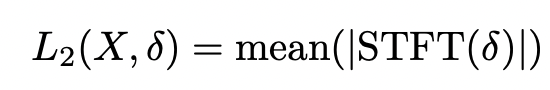 L₂(X, δ) = mean(|STFT(δ)|)